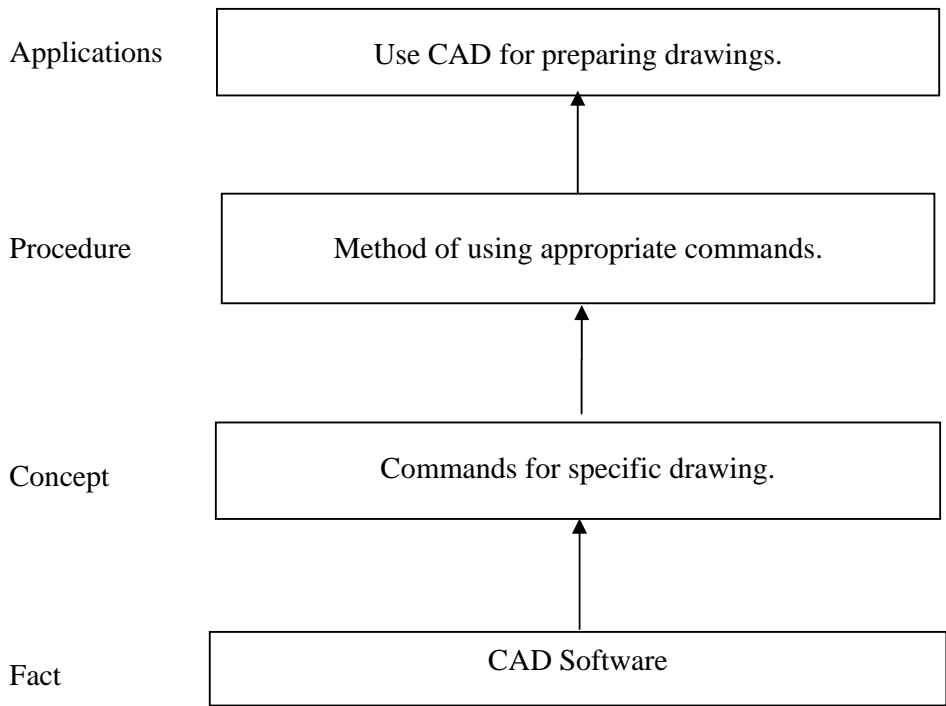 Applications
Use CAD for preparing drawings.
Procedure
Method of using appropriate commands.
Concept
Commands for specific drawing.
Fact
CAD Software